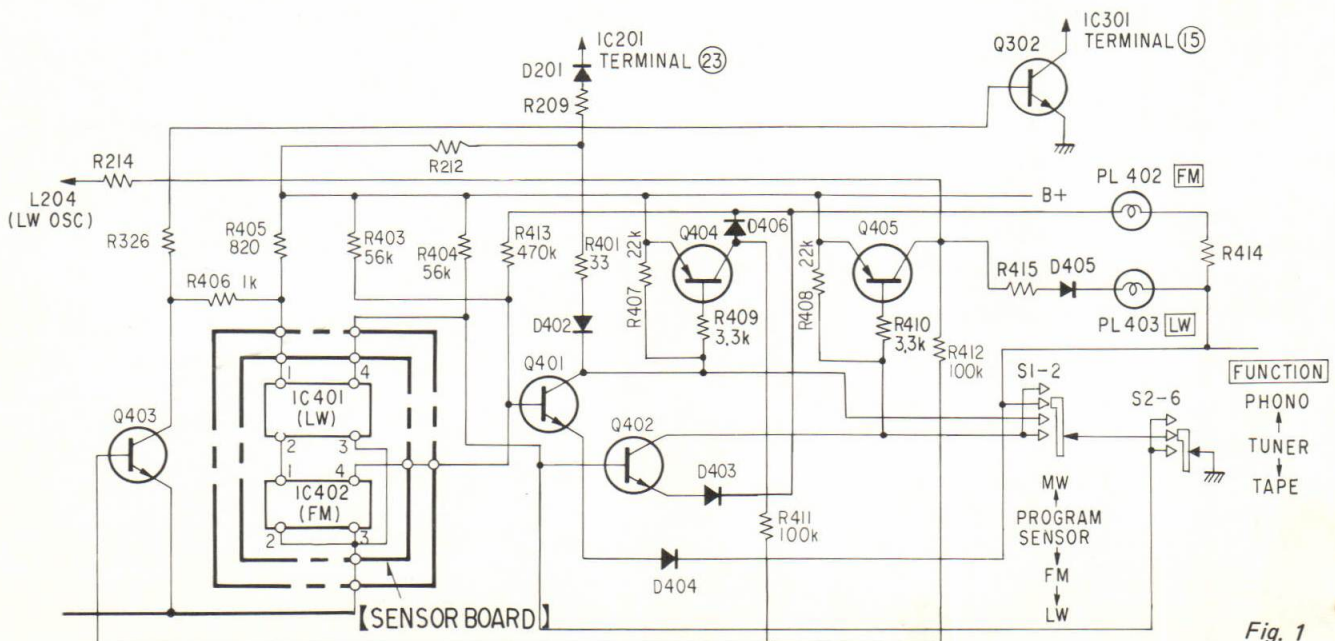 IC201
TERMINAL 23
IC301
TERMINAL 15
D201
Q302
R209
R212
R214
L204
(LW OSC)
B+
PL 402 FM
R326
R405
820
R403
56k
R404
56k
R413
470k
R401
33
22k
R407
Q404
D406
22k
R408
Q405
R415
D405
R414
PL 403 LW
R406 1k
D402
R409
3,3k
R410
3,3k
R412
100k
S1-2
FUNCTION
S2-6
PHONO
TUNER
TAPE
Q401
Q402
Q403
1
4
IC401
(LW)
2
3
1
4
IC402
(FM)
2
3
D403
R411
100k
D404
MW
PROGRAM
SENSOR
FM
LW
【SENSOR BOARD】
Fig. 1